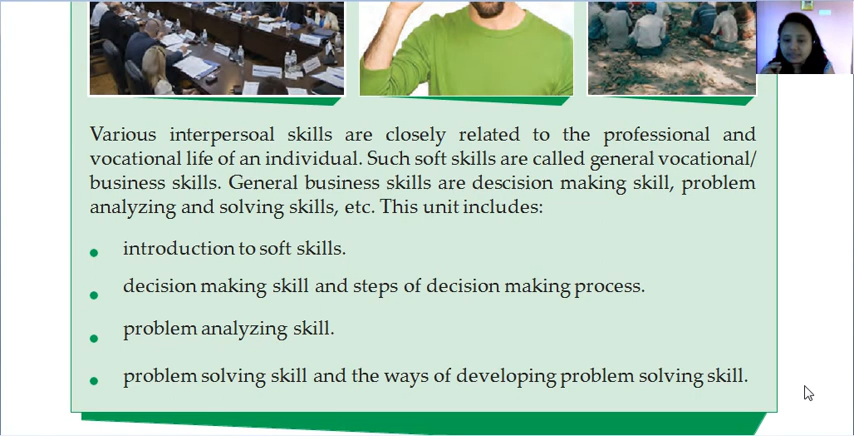 Various interpersoal skills are closely related to the professional and
vocational life of an individual. Such soft skills are called general vocational/
business skills. General business skills are descision making skill, problem
analyzing and solving skills, etc. This unit includes:
introduction to soft skills.
decision making skill and steps of decision making process.
problem analyzing skill.
problem solving skill and the ways of developing problem solving skill.